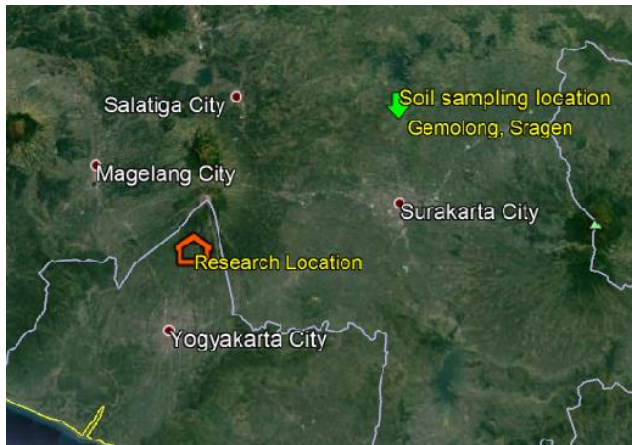 Salatiga City
Soil sampling location
Gemolong, Sragen
Magelang City
Surakarta City
Research Location
Yogyakarta City